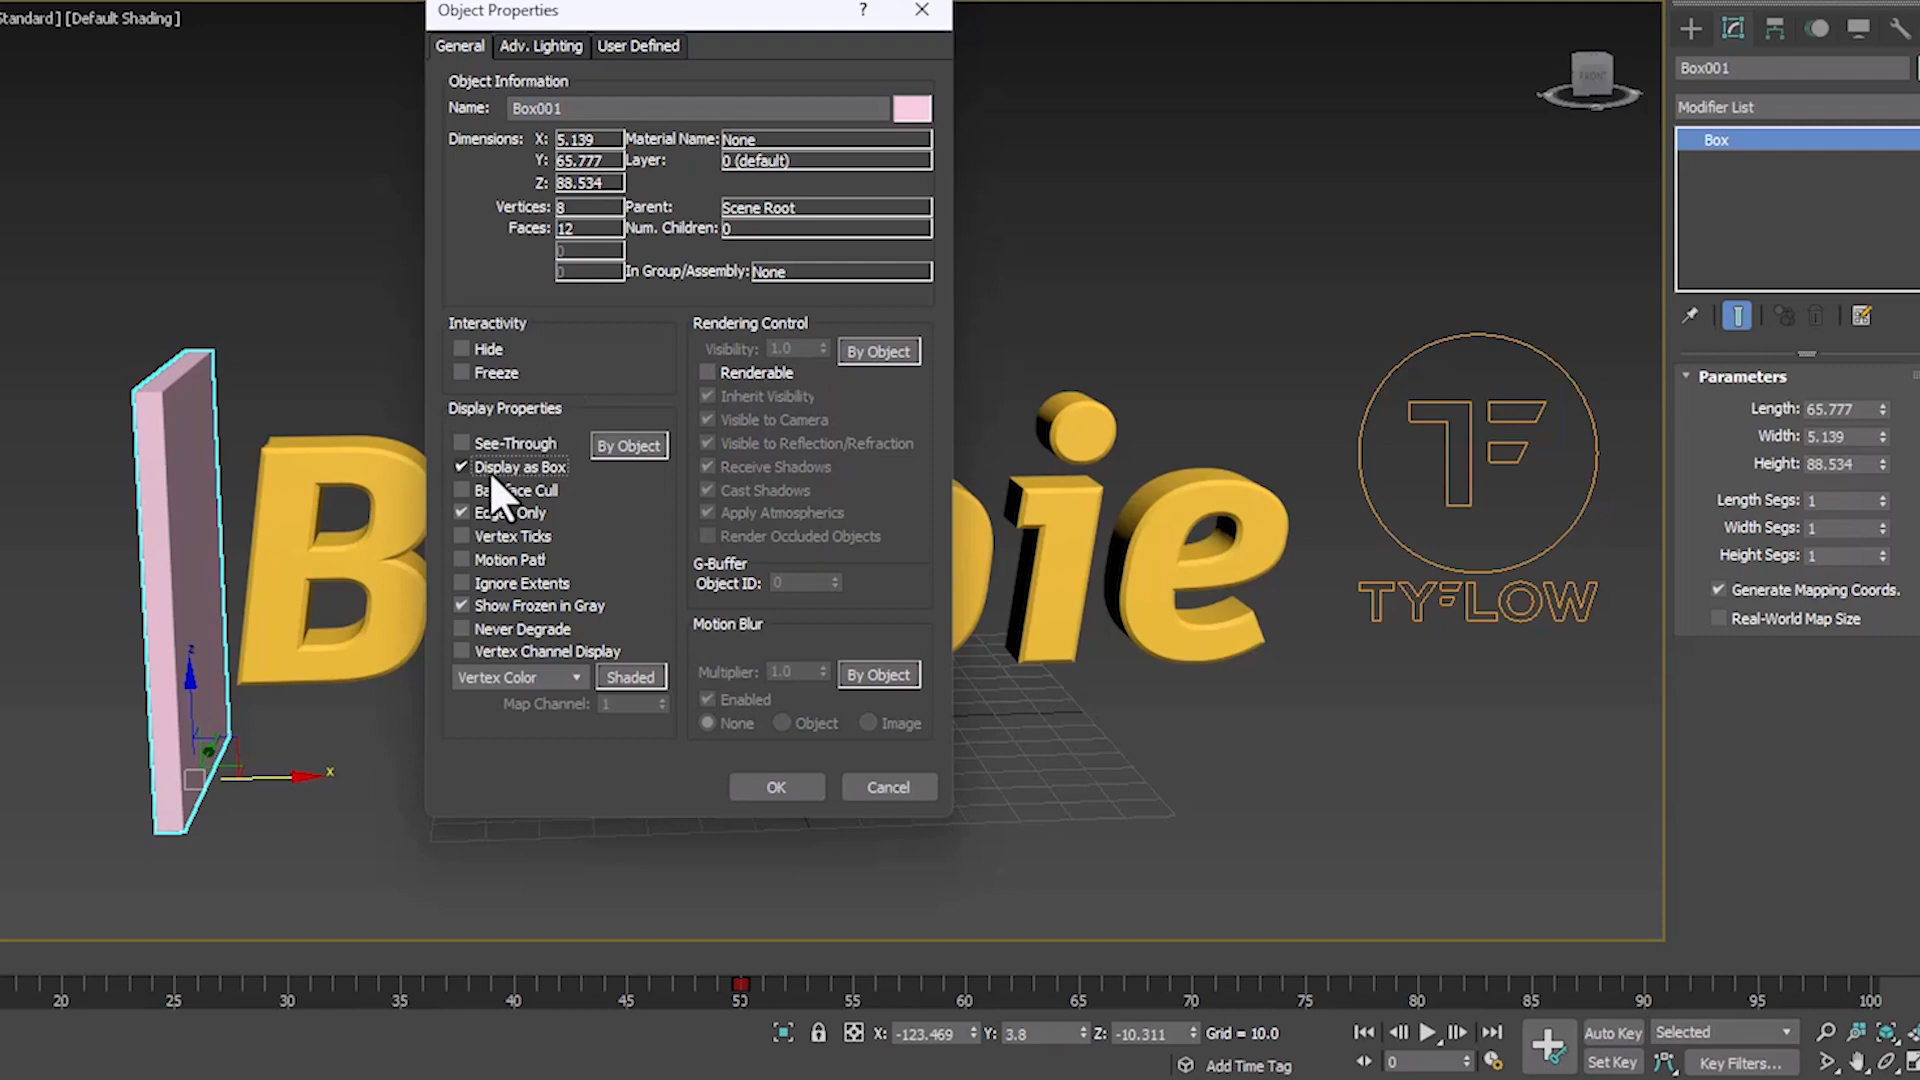 Standard ] [Default Shading ]
Object Properties
?
General
Adv. Lighting
User Defined
Object Information
Name: Box001
Dimensions: X: 5.139 Material Name: None
Y: 65.777 Layer: 0 (default)
Z: 88.534
Vertices: 8 Parent: Scene Root
Faces: 12 Num. Children: 0
0
0 In Group/Assembly: None
Interactivity
Hide
Freeze
Display Properties
See-Through
By Object
Display as Box
Backface Cull
Edges Only
Vertex Ticks
Motion Path
Ignore Extents
Show Frozen in Gray
Never Degrade
Vertex Channel Display
Vertex Color
Shaded
Map Channel: 1
Rendering Control
Visibility: 1.0
By Object
Renderable
Inherit Visibility
Visible to Camera
Visible to Reflection/Refraction
Receive Shadows
Cast Shadows
Apply Atmospherics
Render Occluded Objects
G-Buffer
Object ID: 0
Motion Blur
Multiplier: 1.0
By Object
Enabled
None
Object
Image
OK
Cancel
B
ie
FRONT
TF
TYFLOW
z
x
Box001
Modifier List
Box
Parameters
Length: 65.777
Width: 5.139
Height: 88.534
Length Segs: 1
Width Segs: 1
Height Segs: 1
Generate Mapping Coords.
Real-World Map Size
20 25 30 35 40 45 50 55 60 65 70 75 80 85 90 95 100
X: -123.469 Y: 3.8 Z: -10.311 Grid = 10.0
Add Time Tag
0
Auto Key
Selected
Set Key
Key Filters...